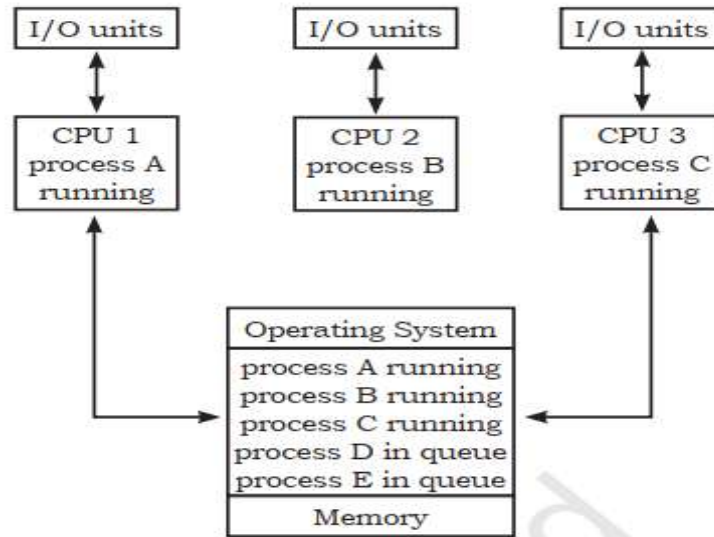 I/O units
I/O units
I/O units
CPU 1
process A
running
CPU 2
process B
running
CPU 3
process C
running
Operating System
process A running
process B running
process C running
process D in queue
process E in queue
Memory